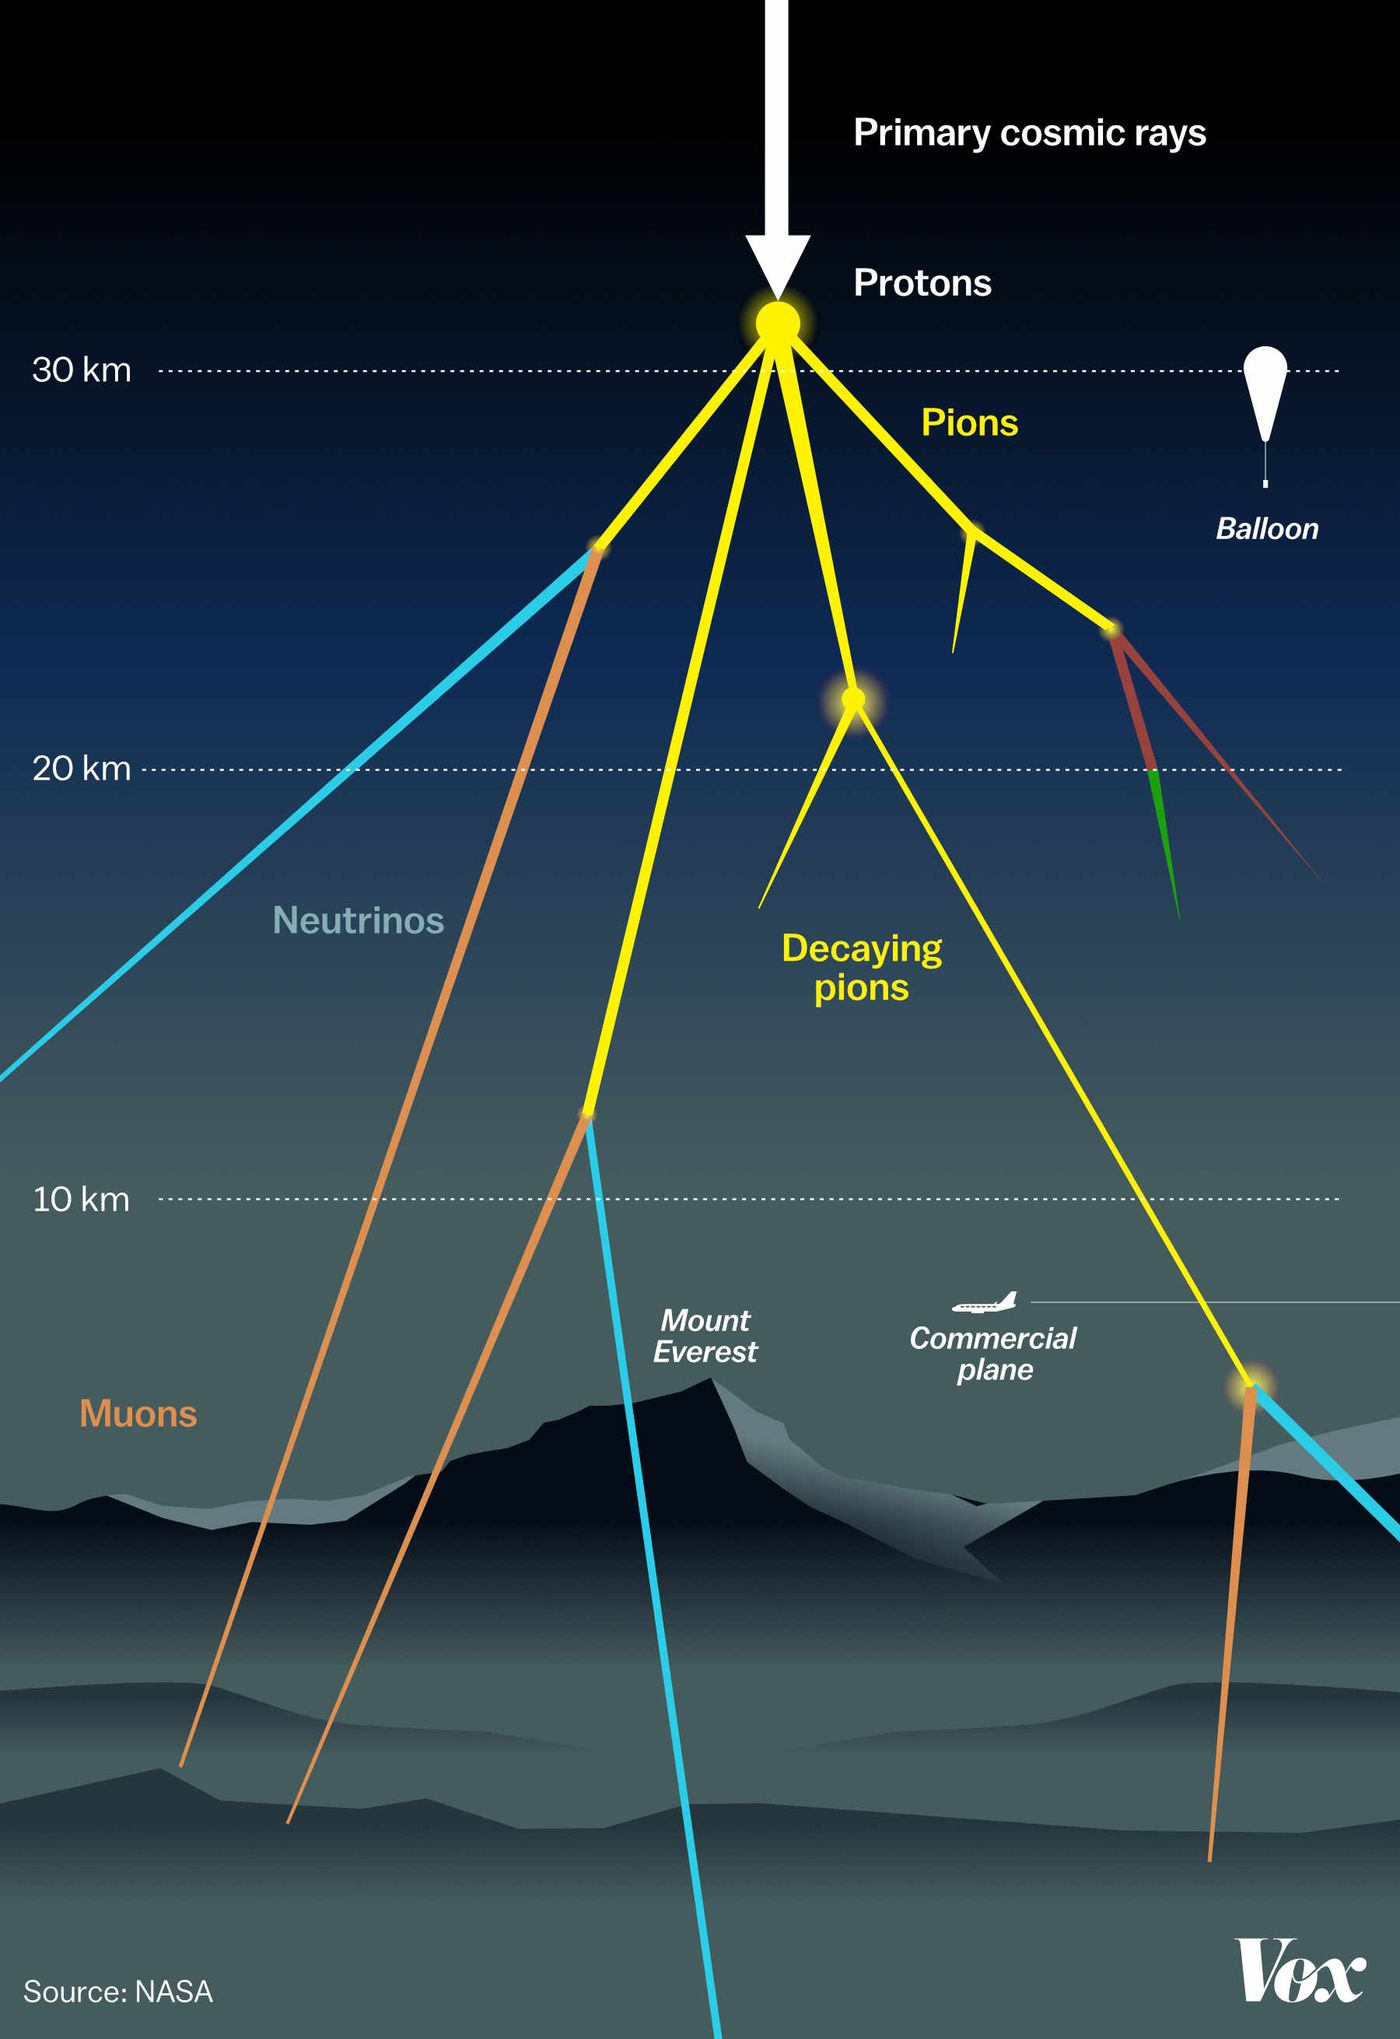 Primary cosmic rays
Protons
30 km
Pions
Balloon
20 km
Neutrinos
Decaying
pions
10 km
Mount
Everest
Commercial
plane
Muons
Source: NASA
Vox